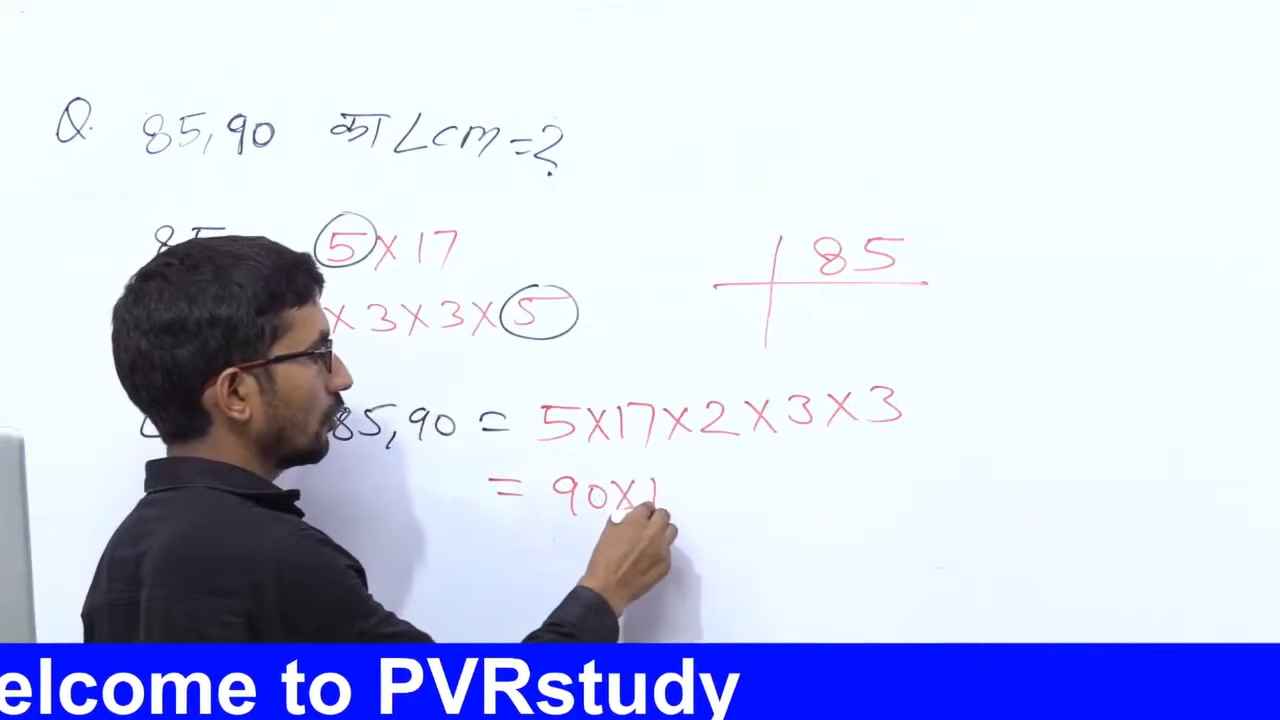 Q. 85,90 का LCM=?
85 5×17
×3×3×5
85
85,90 = 5×17×2×3×3
= 90×1
elcome to PVRstudy